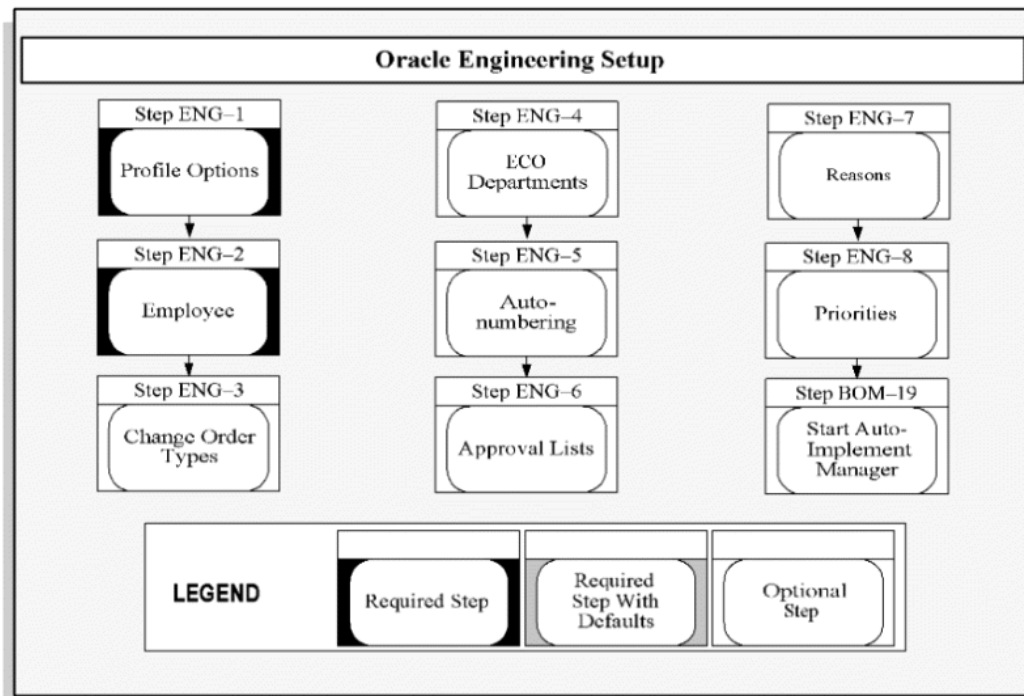 Oracle Engineering Setup
Step ENG–1
Profile Options
Step ENG–2
Employee
Step ENG–3
Change Order
Types
Step ENG–4
ECO
Departments
Step ENG–5
Auto-
numbering
Step ENG–6
Approval Lists
Step ENG–7
Reasons
Step ENG–8
Priorities
Step BOM–19
Start Auto-
Implement
Manager
LEGEND
Required Step
Required
Step With
Defaults
Optional
Step